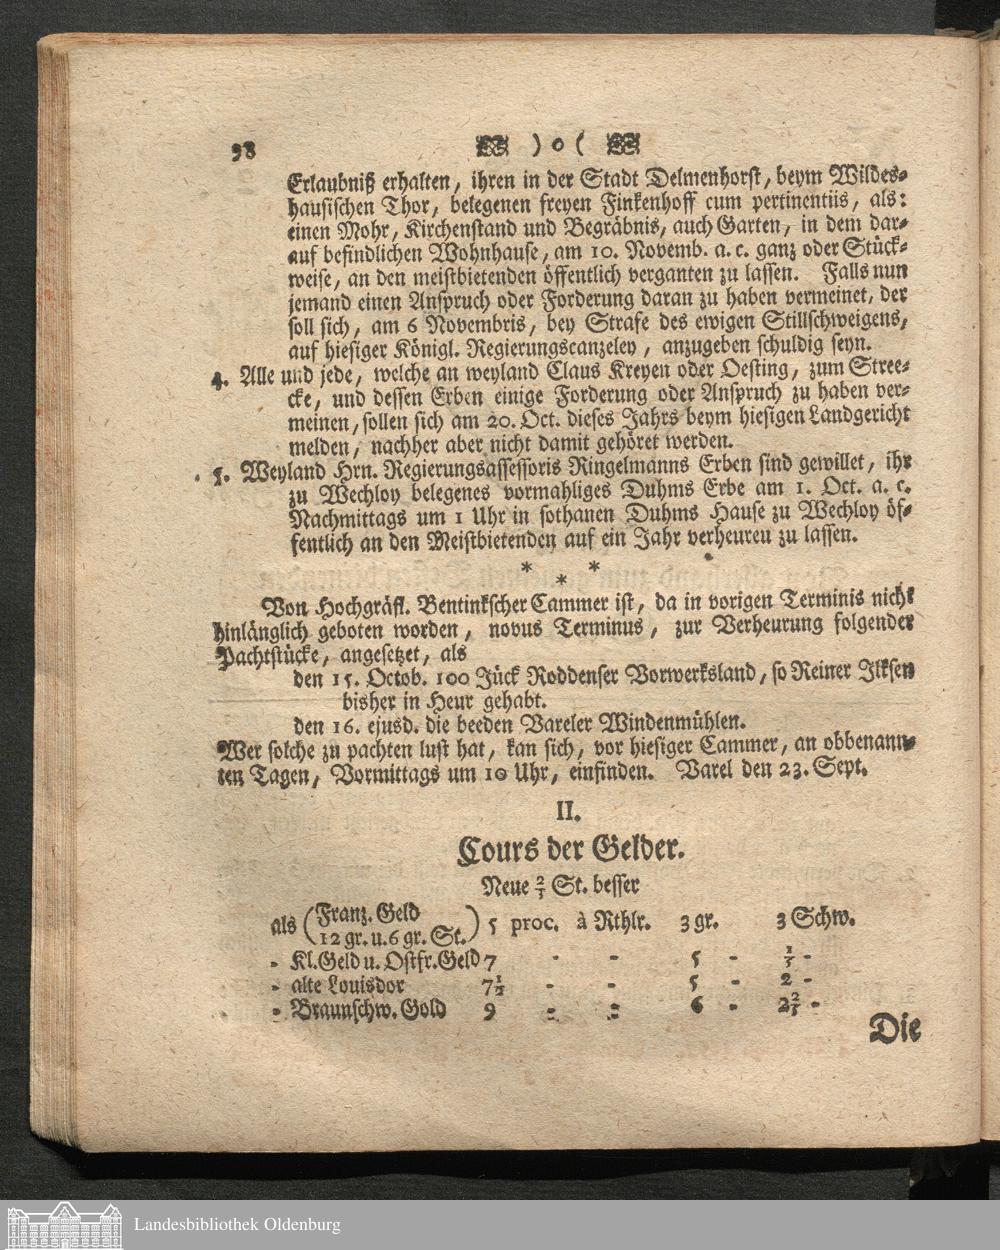 98 ) o (
Erlaubniß erhalten, ihren in der Stadt Delmenhorst, beym Wildes-
hausischen Thor, belegenen freyen Finkenhoff cum pertinentiis, als:
einen Mohr, Kirchenstand und Begräbnis, auch Garten, in dem dar-
auf befindlichen Wohnhause, am 10. Novemb. a. c. ganz oder Stück-
weise, an den meistbietenden öffentlich verganten zu lassen. Falls nun
jemand einen Anspruch oder Forderung daran zu haben vermeinet, der
soll sich, am 6 Novembris, bey Strafe des ewigen Stillschweigens,
auf hiesiger Königl. Regierungscanzeley, anzugeben schuldig seyn.
4. Alle und jede, welche an weyland Claus Kreyen oder Oesting, zum Stree-
cke, und dessen Erben einige Forderung oder Anspruch zu haben ver-
meinen, sollen sich am 20. Oct. dieses Jahrs beym hiesigen Landgericht
melden, nachher aber nicht damit gehöret werden.
5. Weyland Hrn. Regierungsassessoris Ringelmanns Erben sind gewillet, ihr
zu Wechloy belegenes vormahliges Duhms Erbe am 1. Oct. a. c.
Nachmittags um 1 Uhr in sothanen Duhms Hause zu Wechloy öf-
fentlich an den Meistbietenden auf ein Jahr verheuren zu lassen.
* * *
Von Hochgräfl. Bentinkscher Cammer ist, da in vorigen Terminis nicht
hinlänglich geboten worden, novus Terminus, zur Verheurung folgender
Pachtstücke, angesetzet, als
den 15. Octob. 100 Jück Roddenser Vorwerksland, so Reiner Ilksen
bisher in Heur gehabt.
den 16. ejusd. die beeden Vareler Windenmühlen.
Wer solche zu pachten lust hat, kan sich, vor hiesiger Cammer, an obbenann-
ten Tagen, Vormittags um 10 Uhr, einfinden. Varel den 23. Sept.
II.
Cours der Gelder.
Neue 2/3 St. besser
als (Franz. Geld
12 gr. u. 6 gr. St.) 5 proc. à Rthlr. 3 gr. 3 Schw.
- Kl. Geld u. Ostfr. Geld 7 - - 5 - 1/5 -
- alte Louisdor 7 1/2 - - 5 - 2 -
- Braunschw. Gold 9 - - 6 - 2 2/5 -
Die
Landesbibliothek Oldenburg